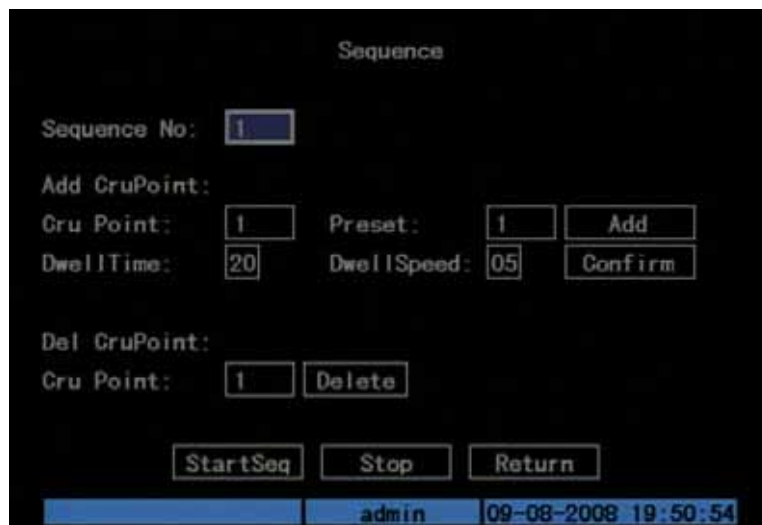 Sequence
Sequence No: 1
Add CruPoint:
Cru Point: 1 Preset: 1 Add
DwellTime: 20 DwellSpeed: 05 Confirm
Del CruPoint:
Cru Point: 1 Delete
StartSeq Stop Return
admin 09-08-2008 19:50:54